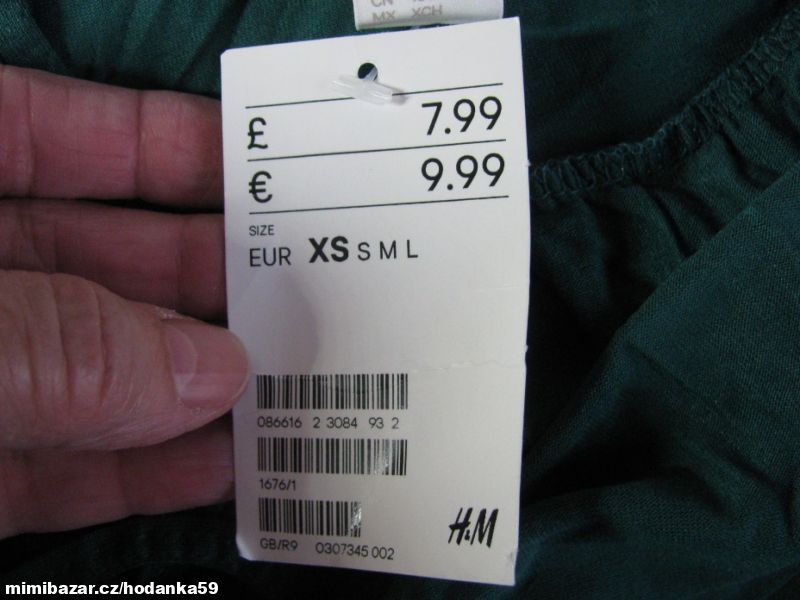 MX XCH
£ 7.99
€ 9.99
SIZE
EUR XS S M L
086616 2 3084 93 2
1676/1
GB/R9 0307345 002
H&M
mimibazar.cz/hodanka59